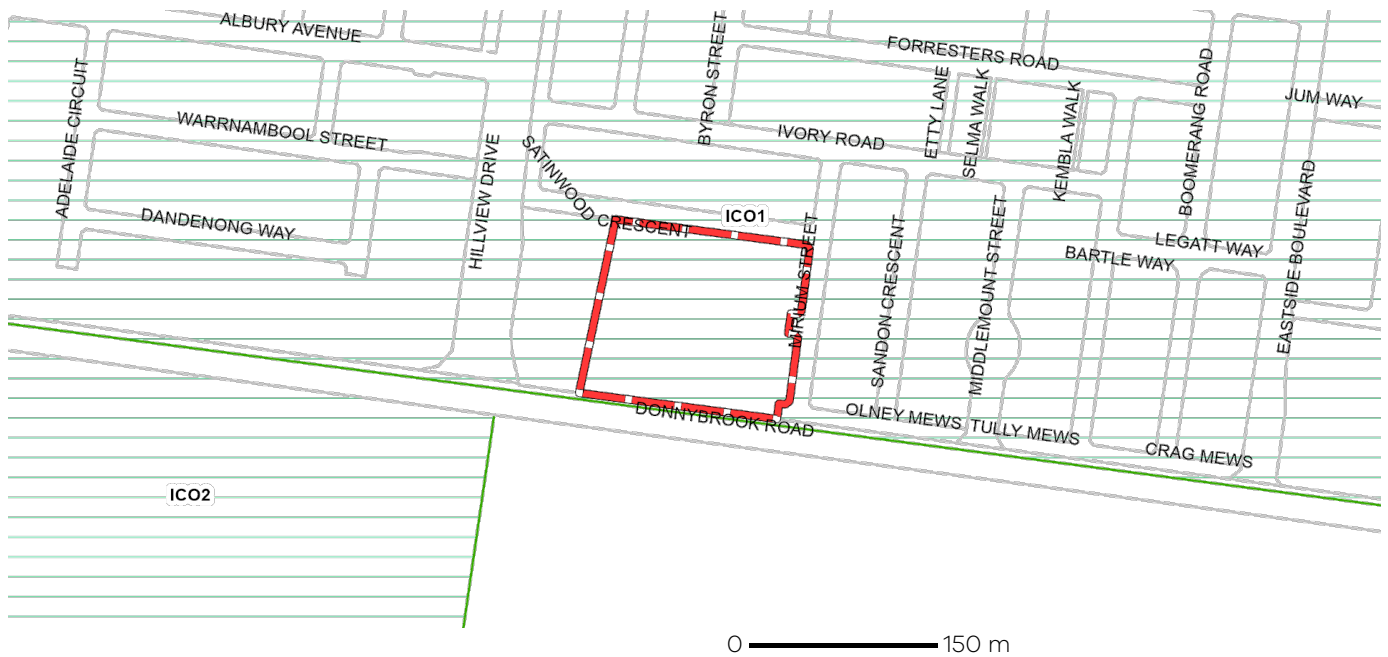 ALBURY AVENUE
BYRON STREET
FORRESTERS ROAD
ADELAIDE CIRCUIT
WARRNAMBOOL STREET
HILLVIEW DRIVE
SATINWOOD CRESCENT
IVORY ROAD
ETTY LANE
SELMA WALK
KEMBLA WALK
BOOMERANG ROAD
JUM WAY
DANDENONG WAY
ICO1
MIRIUM STREET
SANDON CRESCENT
MIDDLEMOUNT STREET
BARTLE WAY
LEGATT WAY
EASTSIDE BOULEVARD
DONNYBROOK ROAD
OLNEY MEWS
TULLY MEWS
CRAG MEWS
ICO2
0 150 m